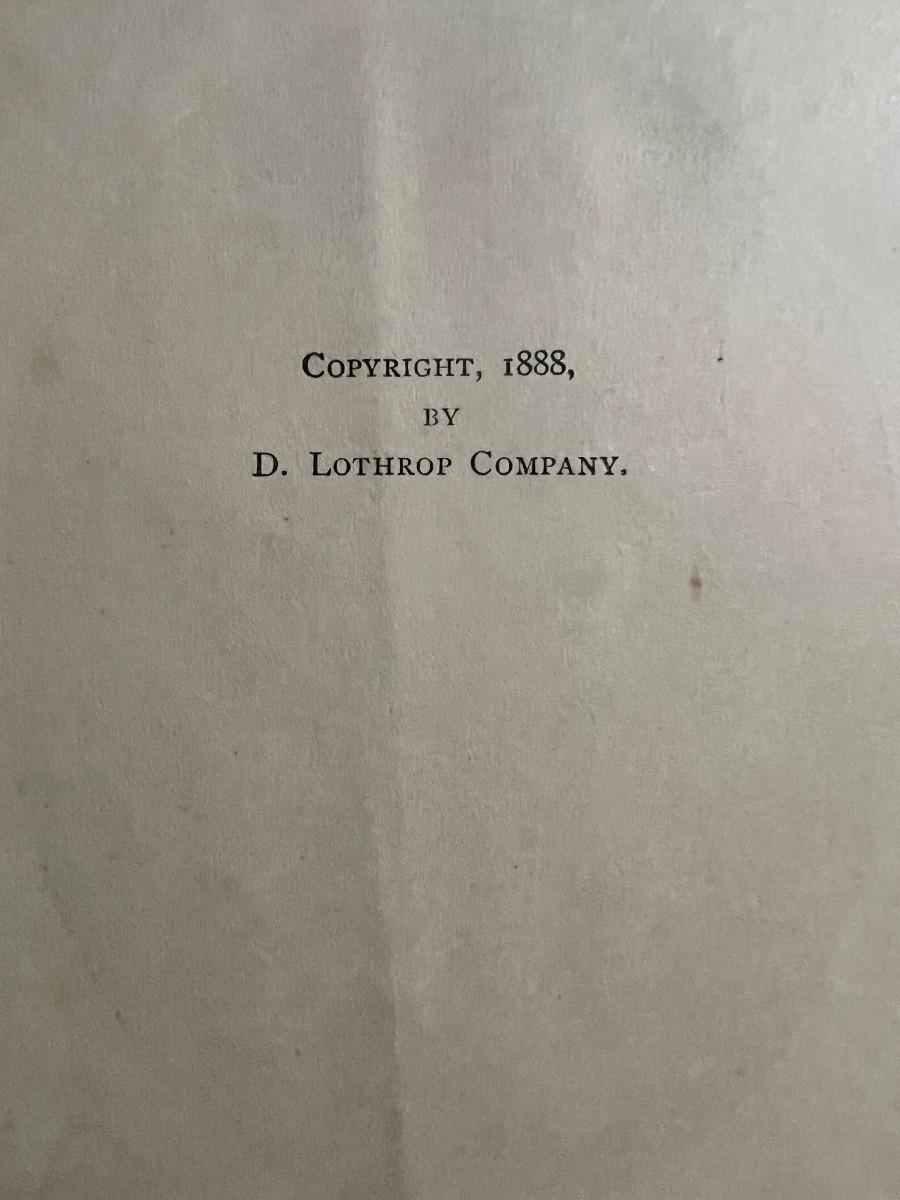 Copyright, 1888,
BY
D. Lothrop Company.